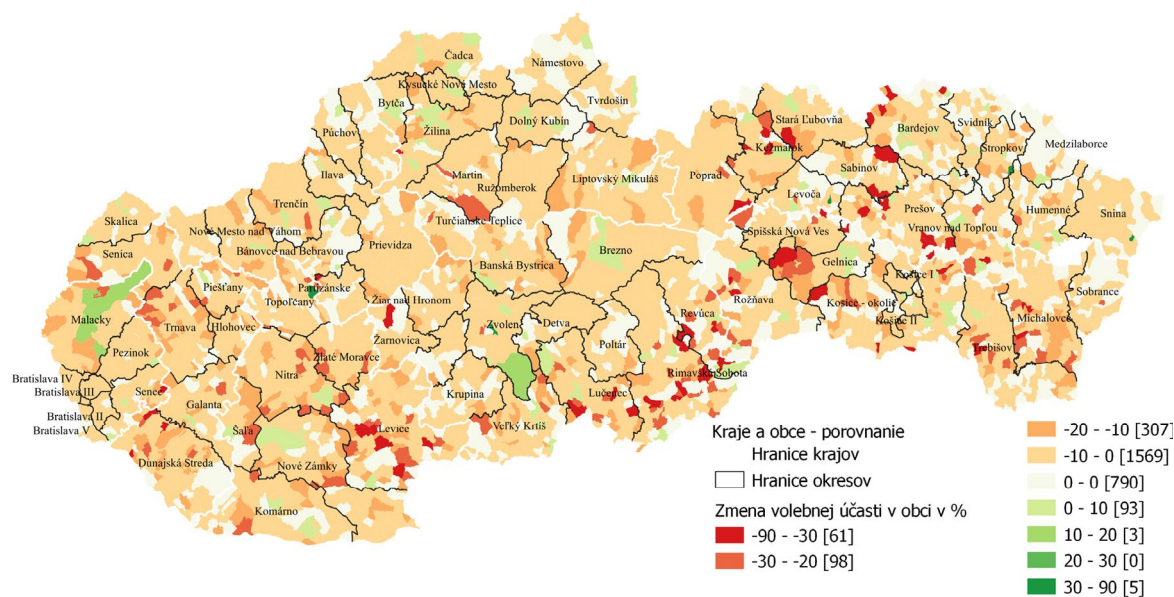 Čadca
Námestovo
Kysucké Nové Mesto
Tvrdošín
Bytča
Dolný Kubín
Stará Ľubovňa
Svidník
Púchov
Žilina
Bardejov
Stropkov
Medzilaborce
Kežmarok
Ilava
Martin
Ružomberok
Liptovský Mikuláš
Poprad
Sabinov
Levoča
Trenčín
Turčianske Teplice
Prešov
Humenné
Snina
Skalica
Nové Mesto nad Váhom
Prievidza
Spišská Nová Ves
Vranov nad Topľou
Senica
Bánovce nad Bebravou
Banská Bystrica
Brezno
Gelnica
Košice I
Piešťany
Partizánske
Topoľčany
Žiar nad Hronom
Rožňava
Košice - okolie
Sobrance
Malacky
Trnava
Hlohovec
Zvolen
Detva
Revúca
Košice II
Michalovce
Žarnovica
Poltár
Trebišov
Pezinok
Zlaté Moravce
Nitra
Rimavská Sobota
Bratislava IV
Bratislava III
Senec
Galanta
Krupina
Lučenec
Bratislava II
Bratislava V
Šaľa
Levice
Veľký Krtíš
Dunajská Streda
Nové Zámky
Komárno
Kraje a obce - porovnanie
Hranice krajov
Hranice okresov
Zmena volebnej účasti v obci v %
-90 - -30 [61]
-30 - -20 [98]
-20 - -10 [307]
-10 - 0 [1569]
0 - 0 [790]
0 - 10 [93]
10 - 20 [3]
20 - 30 [0]
30 - 90 [5]